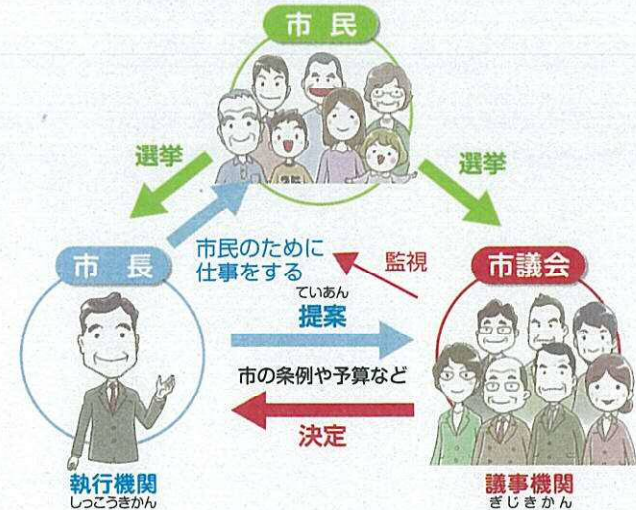 市民
選挙
選挙
市長
市民のために
仕事をする
監視
市議会
ていあん
提案
市の条例や予算など
決定
執行機関
しっこうきかん
議事機関
ぎじきかん